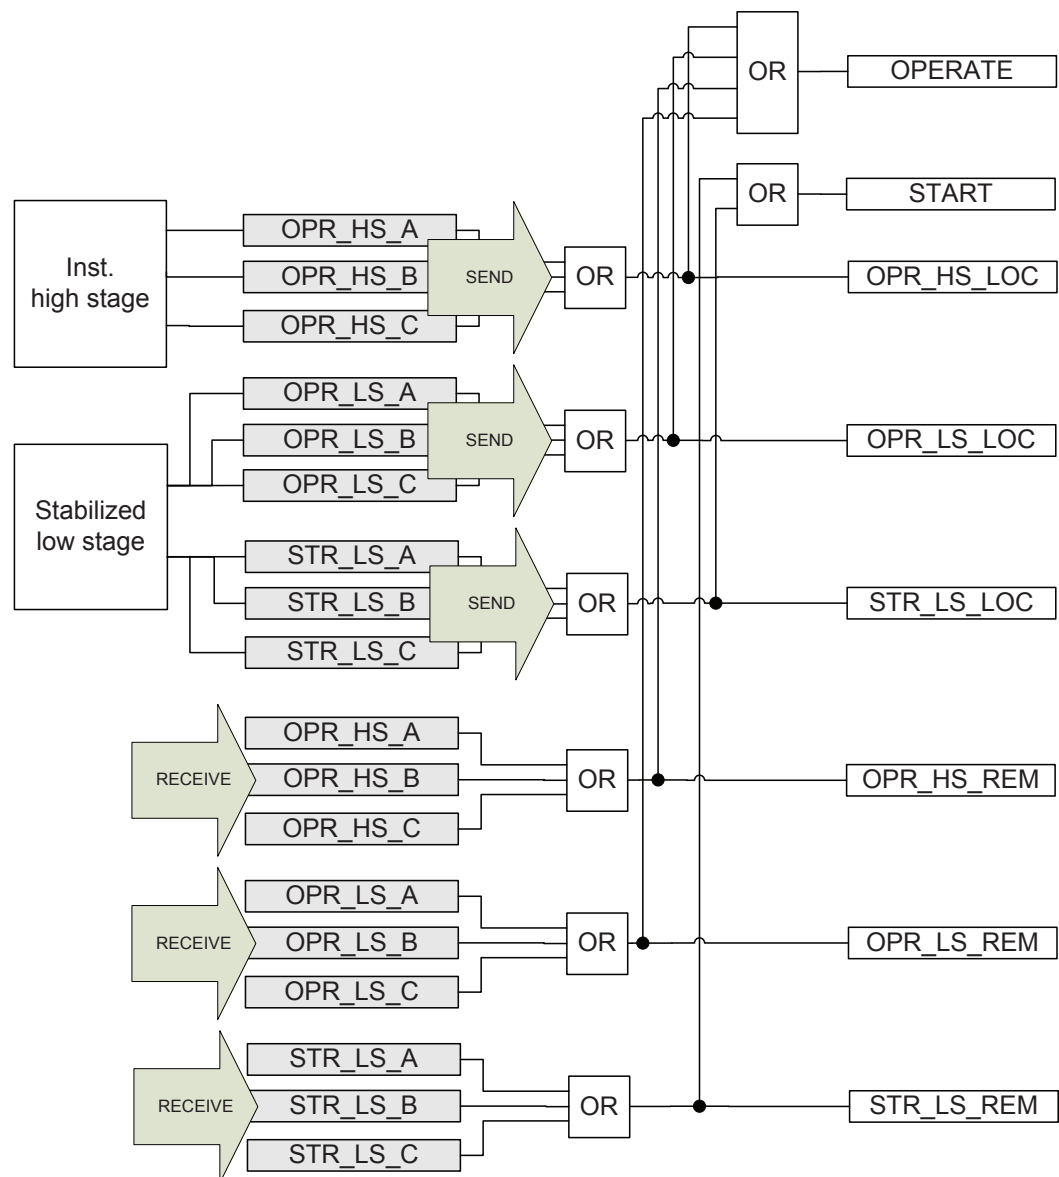 OR
OPERATE
OR
START
Inst.
high stage
OPR_HS_A
OPR_HS_B
OPR_HS_C
SEND
OR
OPR_HS_LOC
OPR_LS_A
OPR_LS_B
OPR_LS_C
SEND
OR
OPR_LS_LOC
Stabilized
low stage
STR_LS_A
STR_LS_B
STR_LS_C
SEND
OR
STR_LS_LOC
RECEIVE
OPR_HS_A
OPR_HS_B
OPR_HS_C
OR
OPR_HS_REM
RECEIVE
OPR_LS_A
OPR_LS_B
OPR_LS_C
OR
OPR_LS_REM
RECEIVE
STR_LS_A
STR_LS_B
STR_LS_C
OR
STR_LS_REM